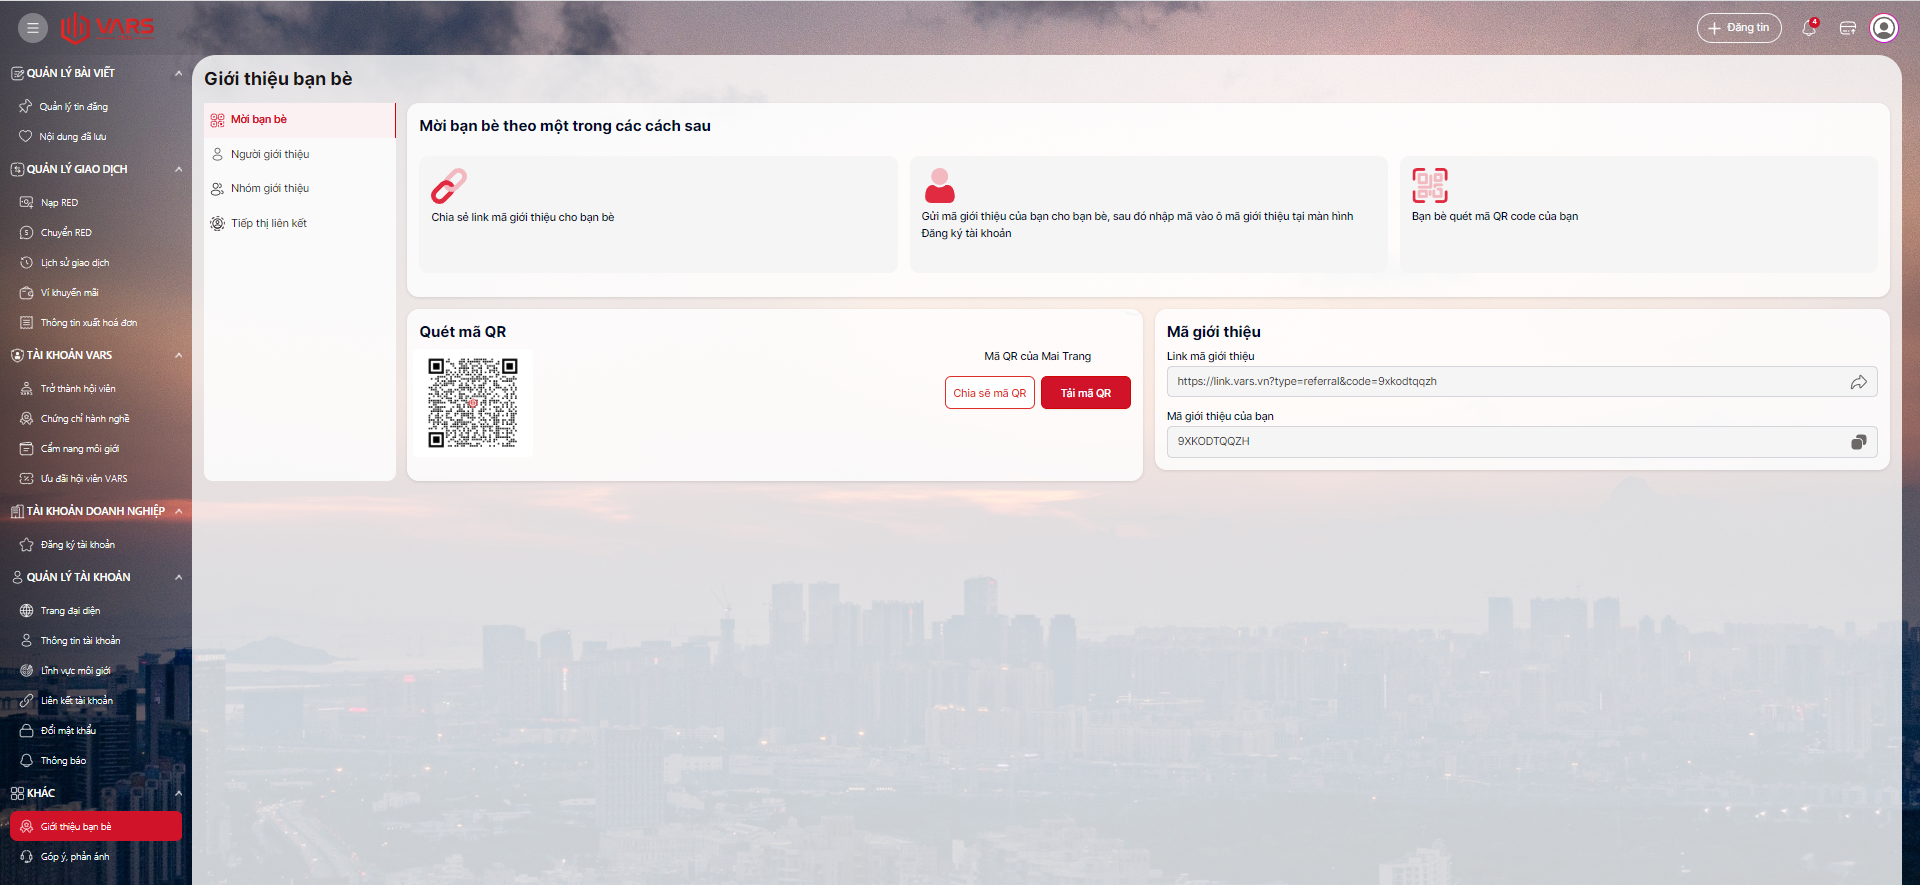 VARS
Đăng tin
4
QUẢN LÝ BÀI VIẾT
Quản lý tin đăng
Nội dung đã lưu
QUẢN LÝ GIAO DỊCH
Nạp RED
Chuyển RED
Lịch sử giao dịch
Ví khuyến mãi
Thông tin xuất hoá đơn
TÀI KHOẢN VARS
Trở thành hội viên
Chứng chỉ hành nghề
Cẩm nang môi giới
Ưu đãi hội viên VARS
TÀI KHOẢN DOANH NGHIỆP
Đăng ký tài khoản
QUẢN LÝ TÀI KHOẢN
Trang đại diện
Thông tin tài khoản
Lĩnh vực môi giới
Liên kết tài khoản
Đổi mật khẩu
Thông báo
KHÁC
Giới thiệu bạn bè
Góp ý, phản ánh
Giới thiệu bạn bè
Mời bạn bè
Người giới thiệu
Nhóm giới thiệu
Tiếp thị liên kết
Mời bạn bè theo một trong các cách sau
Chia sẻ link mã giới thiệu cho bạn bè
Gửi mã giới thiệu của bạn cho bạn bè, sau đó nhập mã vào ô mã giới thiệu tại màn hình
Đăng ký tài khoản
Bạn bè quét mã QR code của bạn
Quét mã QR
Mã QR của Mai Trang
Chia sẻ mã QR
Tải mã QR
Mã giới thiệu
Link mã giới thiệu
https://link.vars.vn?type=referral&code=9xkodtqqzh
Mã giới thiệu của bạn
9XKODTQQZH